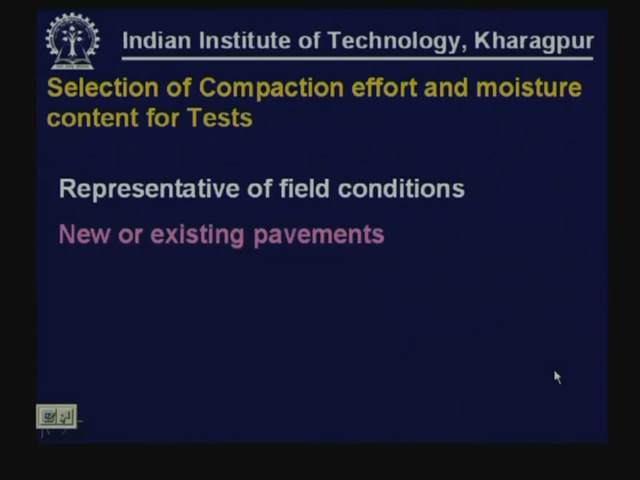 Indian Institute of Technology, Kharagpur
Selection of Compaction effort and moisture
content for Tests
Representative of field conditions
New or existing pavements